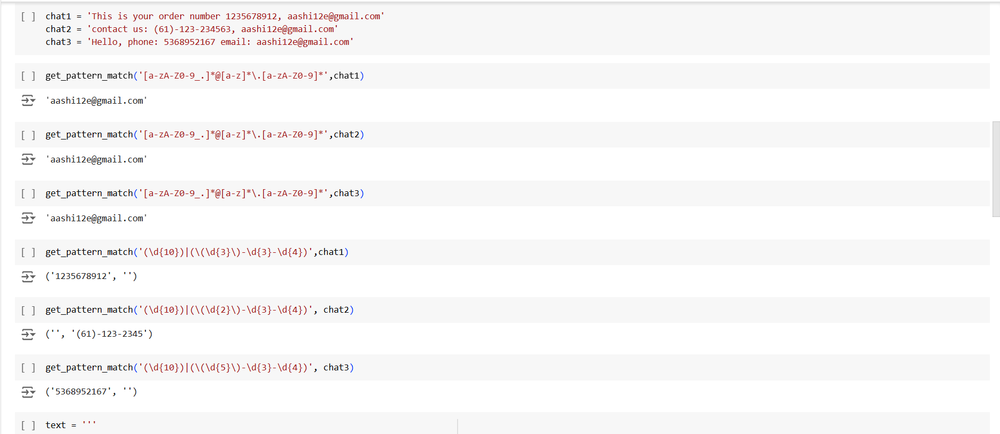 [ ] chat1 = 'This is your order number 1235678912, aashi12e@gmail.com'
chat2 = 'contact us: (61)-123-234563, aashi12e@gmail.com'
chat3 = 'Hello, phone: 5368952167 email: aashi12e@gmail.com'
[ ] get_pattern_match('[a-zA-Z0-9_.]*@[a-z]*\.[a-zA-Z0-9]*',chat1)
'aashi12e@gmail.com'
[ ] get_pattern_match('[a-zA-Z0-9_.]*@[a-z]*\.[a-zA-Z0-9]*',chat2)
'aashi12e@gmail.com'
[ ] get_pattern_match('[a-zA-Z0-9_.]*@[a-z]*\.[a-zA-Z0-9]*',chat3)
'aashi12e@gmail.com'
[ ] get_pattern_match('(\d{10})|(\(\d{3}\)-\d{3}-\d{4})',chat1)
('1235678912', '')
[ ] get_pattern_match('(\d{10})|(\(\d{2}\)-\d{3}-\d{4})', chat2)
('', '(61)-123-2345')
[ ] get_pattern_match('(\d{10})|(\(\d{5}\)-\d{3}-\d{4})', chat3)
('5368952167', '')
[ ] text = '''